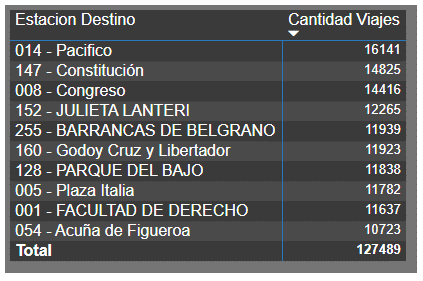 Estacion Destino Cantidad Viajes
014 - Pacifico 16141
147 - Constitución 14825
008 - Congreso 14416
152 - JULIETA LANTERI 12265
255 - BARRANCAS DE BELGRANO 11939
160 - Godoy Cruz y Libertador 11923
128 - PARQUE DEL BAJO 11838
005 - Plaza Italia 11782
001 - FACULTAD DE DERECHO 11637
054 - Acuña de Figueroa 10723
Total 127489